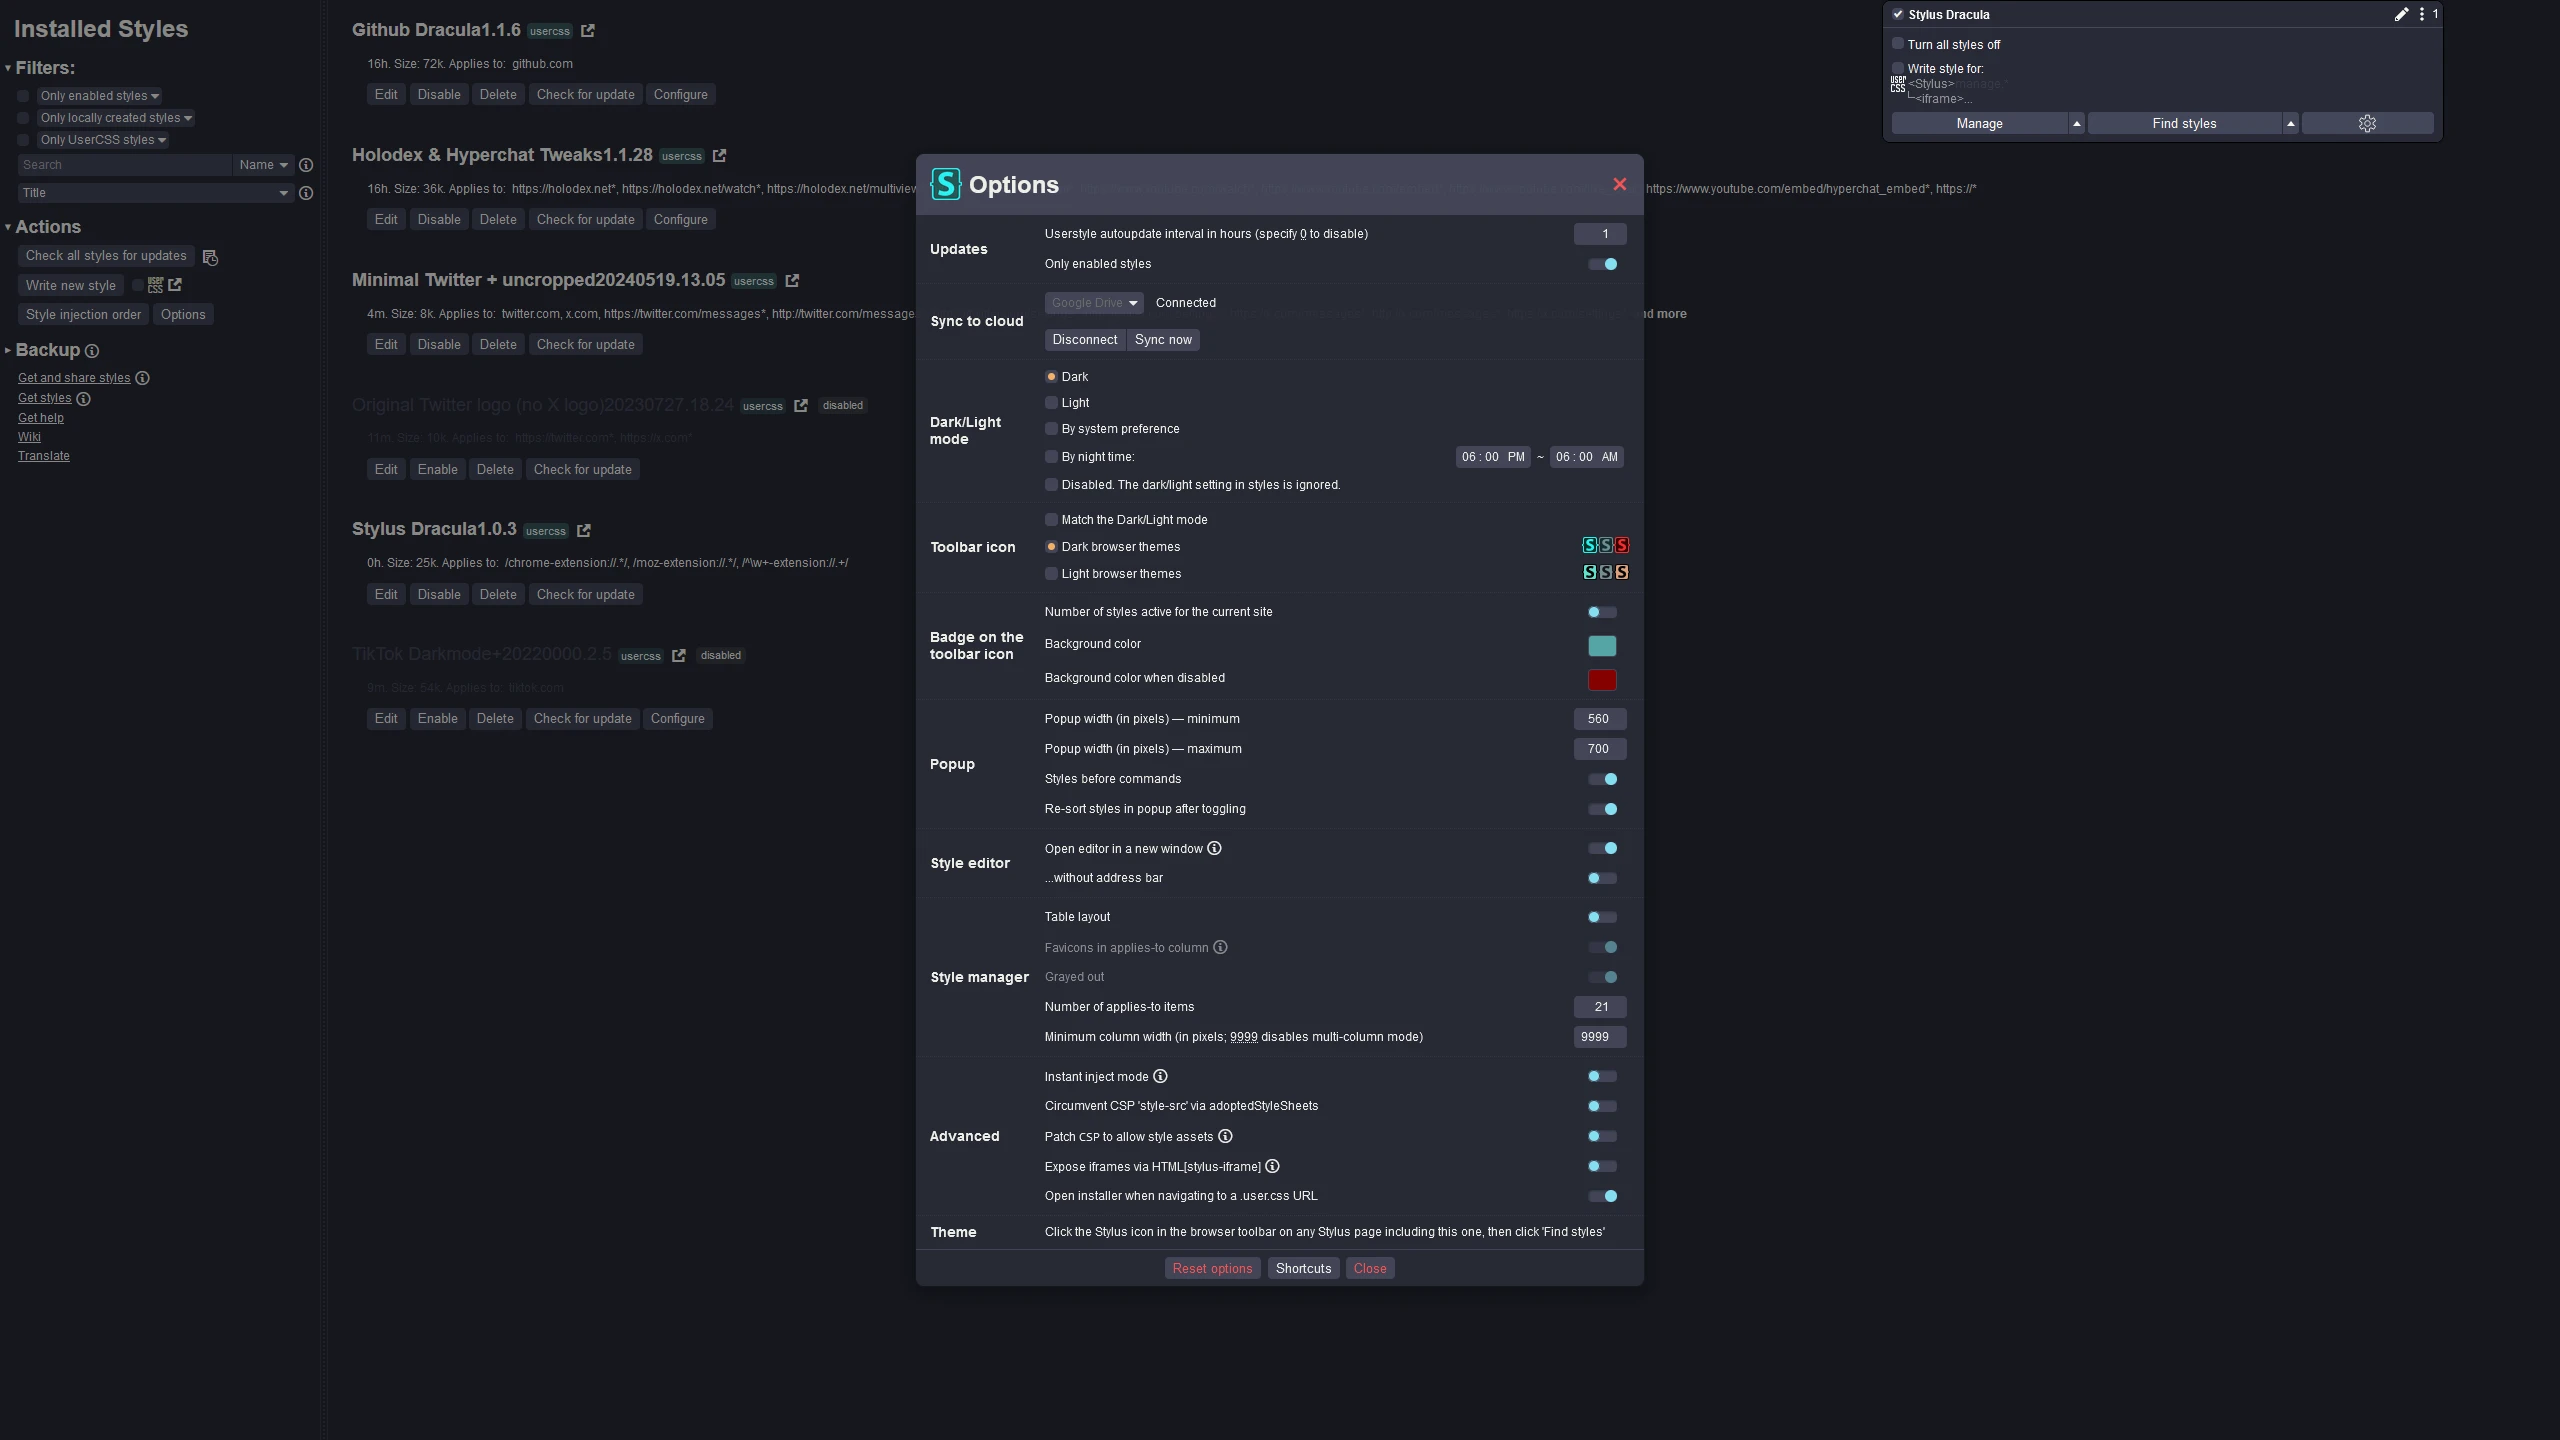 Installed Styles
Filters:
Only enabled styles
Only locally created styles
Only UserCSS styles
Search Name
Title
Actions
Check all styles for updates
Write new style user css
Style injection order Options
Backup
Get and share styles
Get styles
Get help
Wiki
Translate
Github Dracula1.1.6 usercss
16h. Size: 72k. Applies to: github.com
Edit Disable Delete Check for update Configure
Holodex & Hyperchat Tweaks1.1.28 usercss
16h. Size: 36k. Applies to: https://holodex.net*, https://holodex.net/watch*, https://holodex.net/multiview
https://www.youtube.com/embed/hyperchat_embed*, https://*
Edit Disable Delete Check for update Configure
Minimal Twitter + uncropped20240519.13.05 usercss
4m. Size: 8k. Applies to: twitter.com, x.com, https://twitter.com/messages*, http://twitter.com/message
nd more
Edit Disable Delete Check for update
Original Twitter logo (no X logo)20230727.18.24 usercss disabled
11m. Size: 10k. Applies to: https://twitter.com*, https://x.com*
Edit Enable Delete Check for update
Stylus Dracula1.0.3 usercss
0h. Size: 25k. Applies to: /chrome-extension://.*/, /moz-extension://.*/, /^\w+-extension://.+/
Edit Disable Delete Check for update
TikTok Darkmode+20220000.2.5 usercss disabled
9m. Size: 54k. Applies to: tiktok.com
Edit Enable Delete Check for update Configure
S Options
Updates
Userstyle autoupdate interval in hours (specify 0 to disable) 1
Only enabled styles
Sync to cloud
Google Drive Connected
Disconnect Sync now
Dark/Light mode
Dark
Light
By system preference
By night time: 06:00 PM ~ 06:00 AM
Disabled. The dark/light setting in styles is ignored.
Toolbar icon
Match the Dark/Light mode
Dark browser themes S S S
Light browser themes S S S
Badge on the toolbar icon
Number of styles active for the current site
Background color
Background color when disabled
Popup
Popup width (in pixels) — minimum 560
Popup width (in pixels) — maximum 700
Styles before commands
Re-sort styles in popup after toggling
Style editor
Open editor in a new window
...without address bar
Style manager
Table layout
Favicons in applies-to column
Grayed out
Number of applies-to items 21
Minimum column width (in pixels; 9999 disables multi-column mode) 9999
Advanced
Instant inject mode
Circumvent CSP 'style-src' via adoptedStyleSheets
Patch CSP to allow style assets
Expose iframes via HTML[stylus-iframe]
Open installer when navigating to a .user.css URL
Theme
Click the Stylus icon in the browser toolbar on any Stylus page including this one, then click 'Find styles'
Reset options Shortcuts Close
Stylus Dracula 1
Turn all styles off
Write style for:
user css <Stylus>manage.*
<iframe>...
Manage Find styles